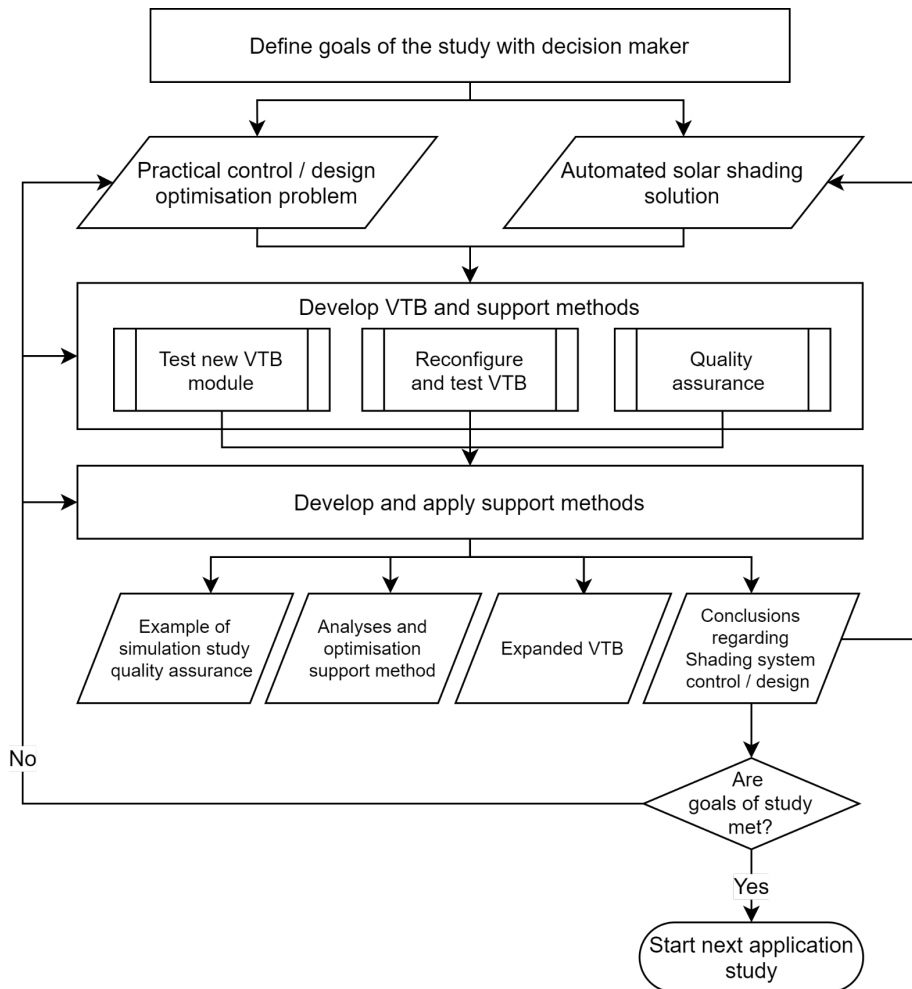 Define goals of the study with decision maker
Practical control / design
optimisation problem
Automated solar shading
solution
Develop VTB and support methods
Test new VTB
module
Reconfigure
and test VTB
Quality
assurance
Develop and apply support methods
Example of
simulation study
quality assurance
Analyses and
optimisation
support method
Expanded VTB
Conclusions
regarding
Shading system
control / design
No
Are
goals of study
met?
Yes
Start next application
study